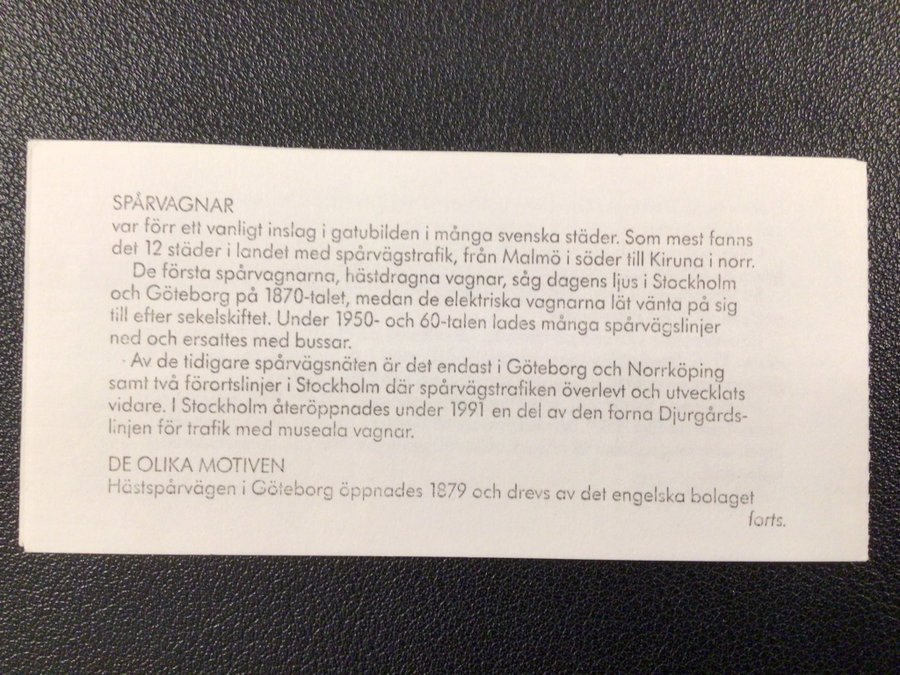 SPÅRVAGNAR
var förr ett vanligt inslag i gatubilden i många svenska städer. Som mest fanns
det 12 städer i landet med spårvägstrafik, från Malmö i söder till Kiruna i norr.
De första spårvagnarna, hästdragna vagnar, såg dagens ljus i Stockholm
och Göteborg på 1870-talet, medan de elektriska vagnarna lät vänta på sig
till efter sekelskiftet. Under 1950- och 60-talen lades många spårvägslinjer
ned och ersattes med bussar.
Av de tidigare spårvägsnäten är det endast i Göteborg och Norrköping
samt två förortslinjer i Stockholm där spårvägstrafiken överlevt och utvecklats
vidare. I Stockholm återöppnades under 1991 en del av den forna Djurgårds-
linjen för trafik med museala vagnar.
DE OLIKA MOTIVEN
Hästspårvägen i Göteborg öppnades 1879 och drevs av det engelska bolaget
forts.